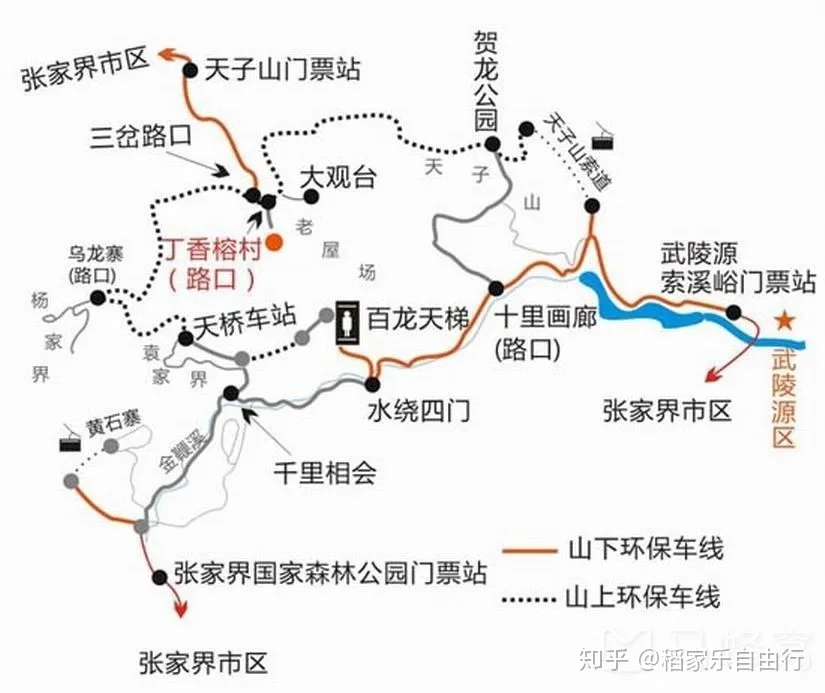 张家界市区
天子山门票站
贺龙公园
三岔路口
天子山索道
大观台
天子山
丁香榕村
(路口)
老屋场
乌龙寨
(路口)
武陵源
索溪峪门票站
杨家界
天桥车站
百龙天梯
十里画廊
(路口)
袁家界
武陵源区
水绕四门
张家界市区
黄石寨
金鞭溪
千里相会
张家界国家森林公园门票站
山下环保车线
山上环保车线
张家界市区
知乎 @稻家乐自由行